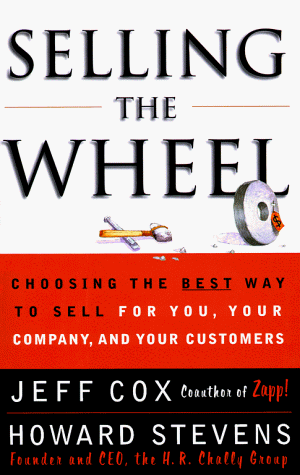 SELLING
THE
WHEEL
CHOOSING THE BEST WAY
TO SELL FOR YOU, YOUR
COMPANY, AND YOUR CUSTOMERS
JEFF COX Coauthor of Zapp!
HOWARD STEVENS
Founder and CEO, the H.R. Chally Group